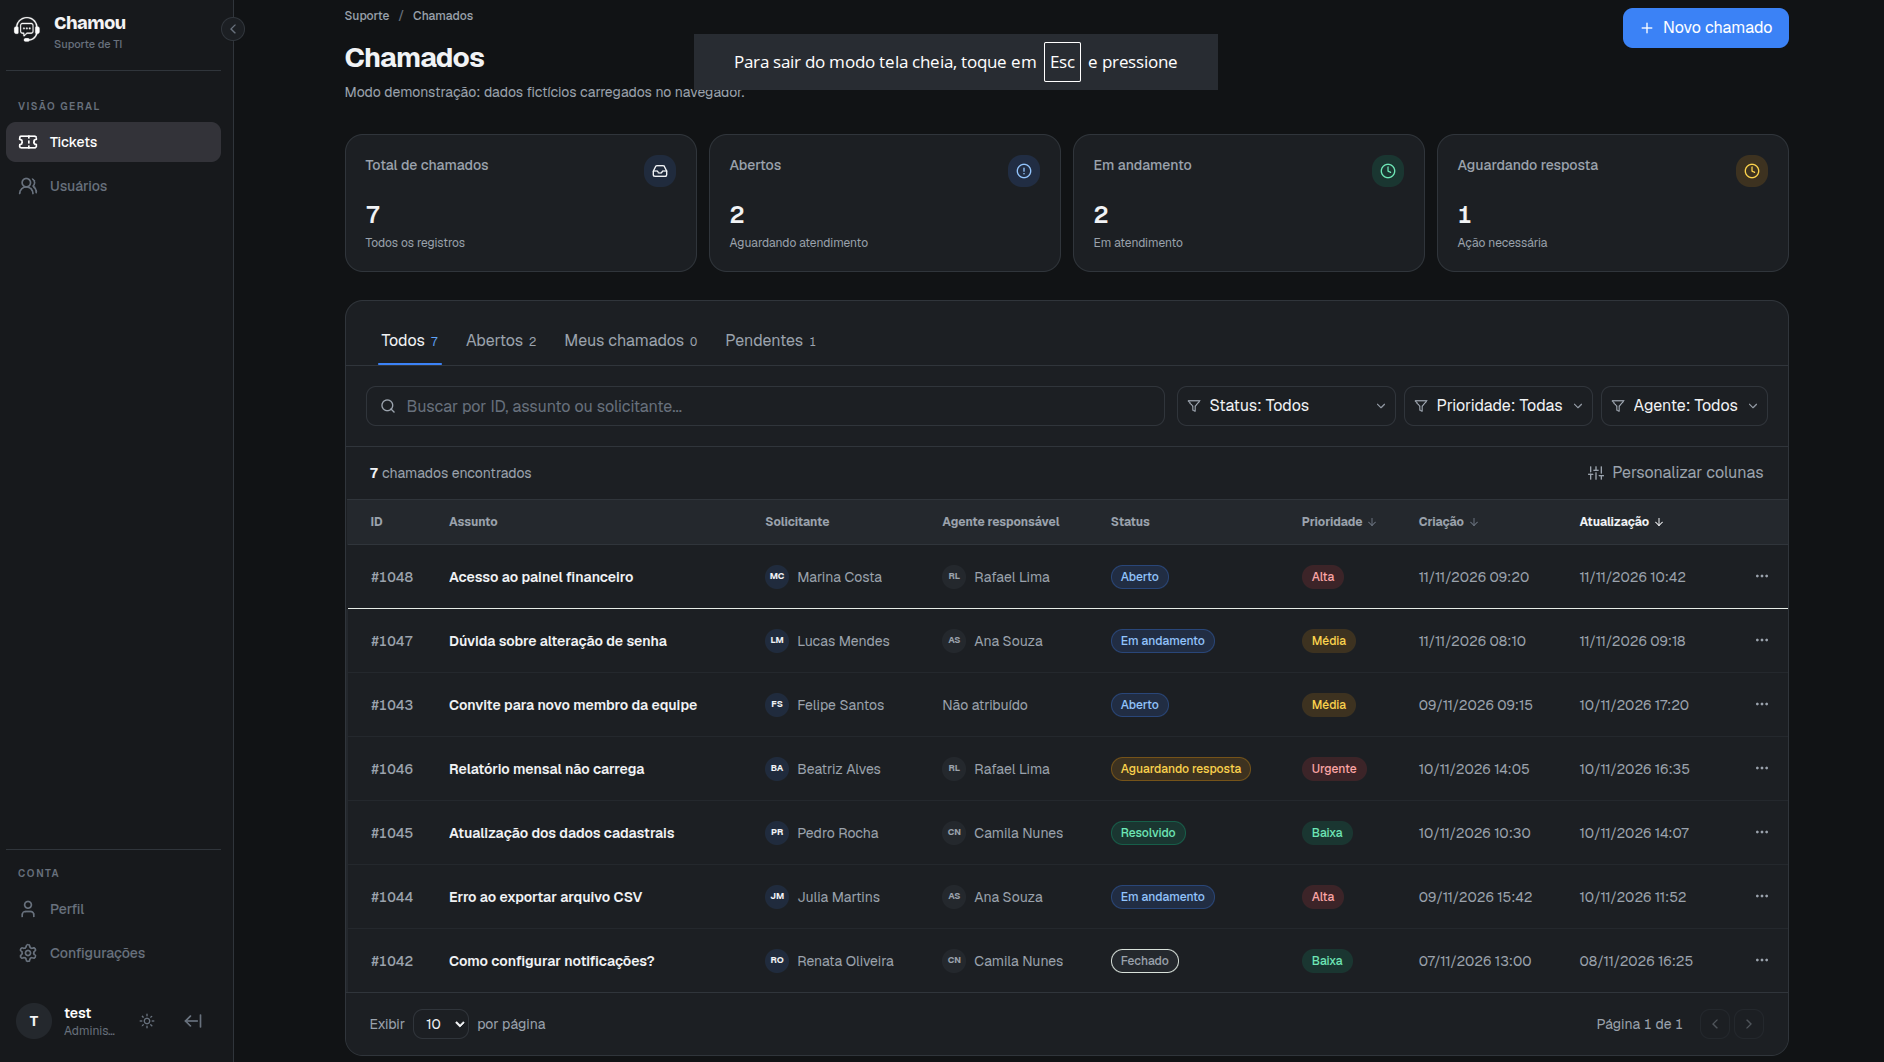 Chamou
Suporte de TI
VISÃO GERAL
Tickets
Usuários
CONTA
Perfil
Configurações
T
test
Adminis...
Suporte / Chamados
Chamados
Modo demonstração: dados fictícios carregados no navegador.
Para sair do modo tela cheia, toque em Esc e pressione
+ Novo chamado
Total de chamados
7
Todos os registros
Abertos
2
Aguardando atendimento
Em andamento
2
Em atendimento
Aguardando resposta
1
Ação necessária
Todos 7 Abertos 2 Meus chamados 0 Pendentes 1
Buscar por ID, assunto ou solicitante... Status: Todos Prioridade: Todas Agente: Todos
7 chamados encontrados Personalizar colunas
ID Assunto Solicitante Agente responsável Status Prioridade ↓ Criação ↓ Atualização ↓
#1048 Acesso ao painel financeiro MC Marina Costa RL Rafael Lima Aberto Alta 11/11/2026 09:20 11/11/2026 10:42 ···
#1047 Dúvida sobre alteração de senha LM Lucas Mendes AS Ana Souza Em andamento Média 11/11/2026 08:10 11/11/2026 09:18 ···
#1043 Convite para novo membro da equipe FS Felipe Santos Não atribuído Aberto Média 09/11/2026 09:15 10/11/2026 17:20 ···
#1046 Relatório mensal não carrega BA Beatriz Alves RL Rafael Lima Aguardando resposta Urgente 10/11/2026 14:05 10/11/2026 16:35 ···
#1045 Atualização dos dados cadastrais PR Pedro Rocha CN Camila Nunes Resolvido Baixa 10/11/2026 10:30 10/11/2026 14:07 ···
#1044 Erro ao exportar arquivo CSV JM Julia Martins AS Ana Souza Em andamento Alta 09/11/2026 15:42 10/11/2026 11:52 ···
#1042 Como configurar notificações? RO Renata Oliveira CN Camila Nunes Fechado Baixa 07/11/2026 13:00 08/11/2026 16:25 ···
Exibir 10 por página Página 1 de 1